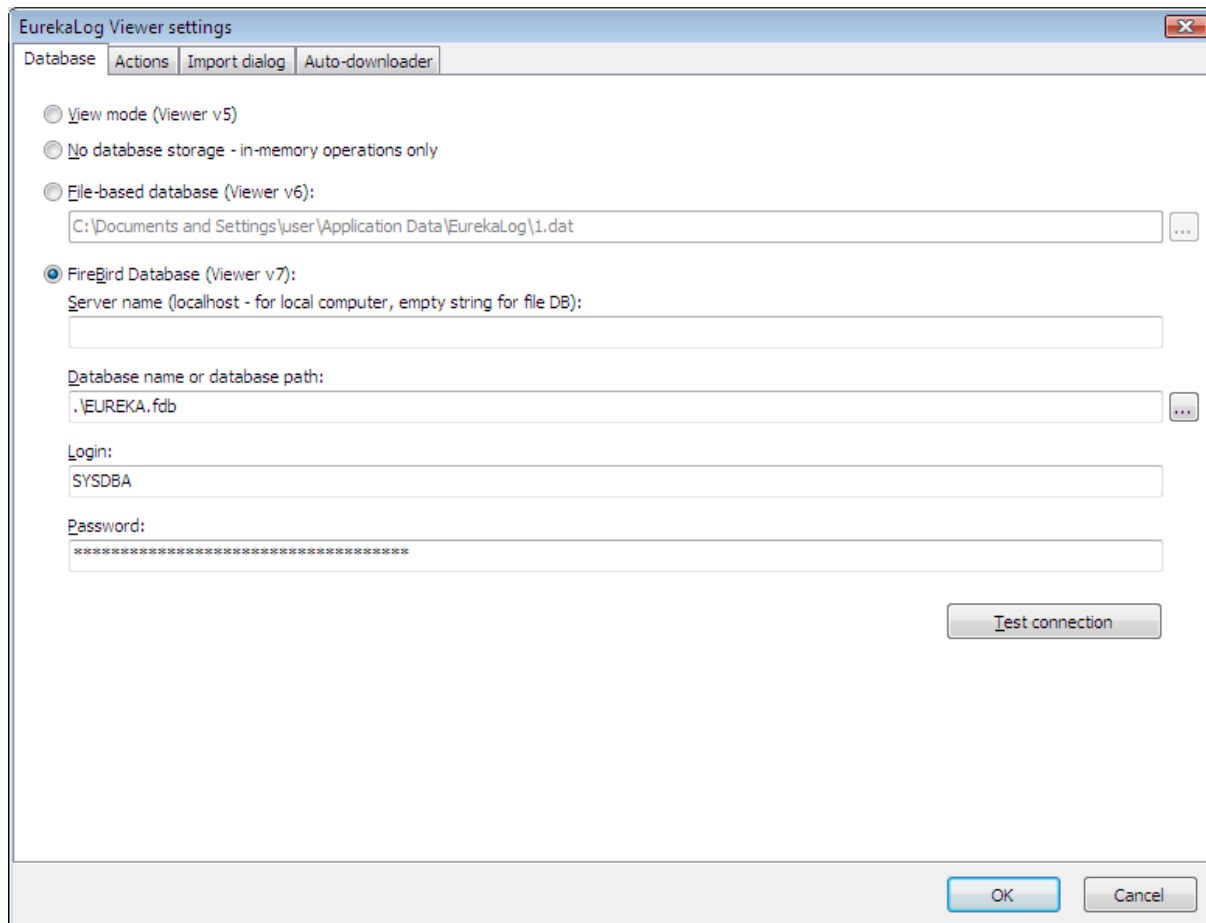 EurekaLog Viewer settings
Database Actions Import dialog Auto-downloader
View mode (Viewer v5)
No database storage - in-memory operations only
File-based database (Viewer v6):
C:\Documents and Settings\user\Application Data\EurekaLog\1.dat
...
FireBird Database (Viewer v7):
Server name (localhost - for local computer, empty string for file DB):
Database name or database path:
.\EUREKA.fdb
...
Login:
SYSDBA
Password:
************************************
Test connection
OK Cancel